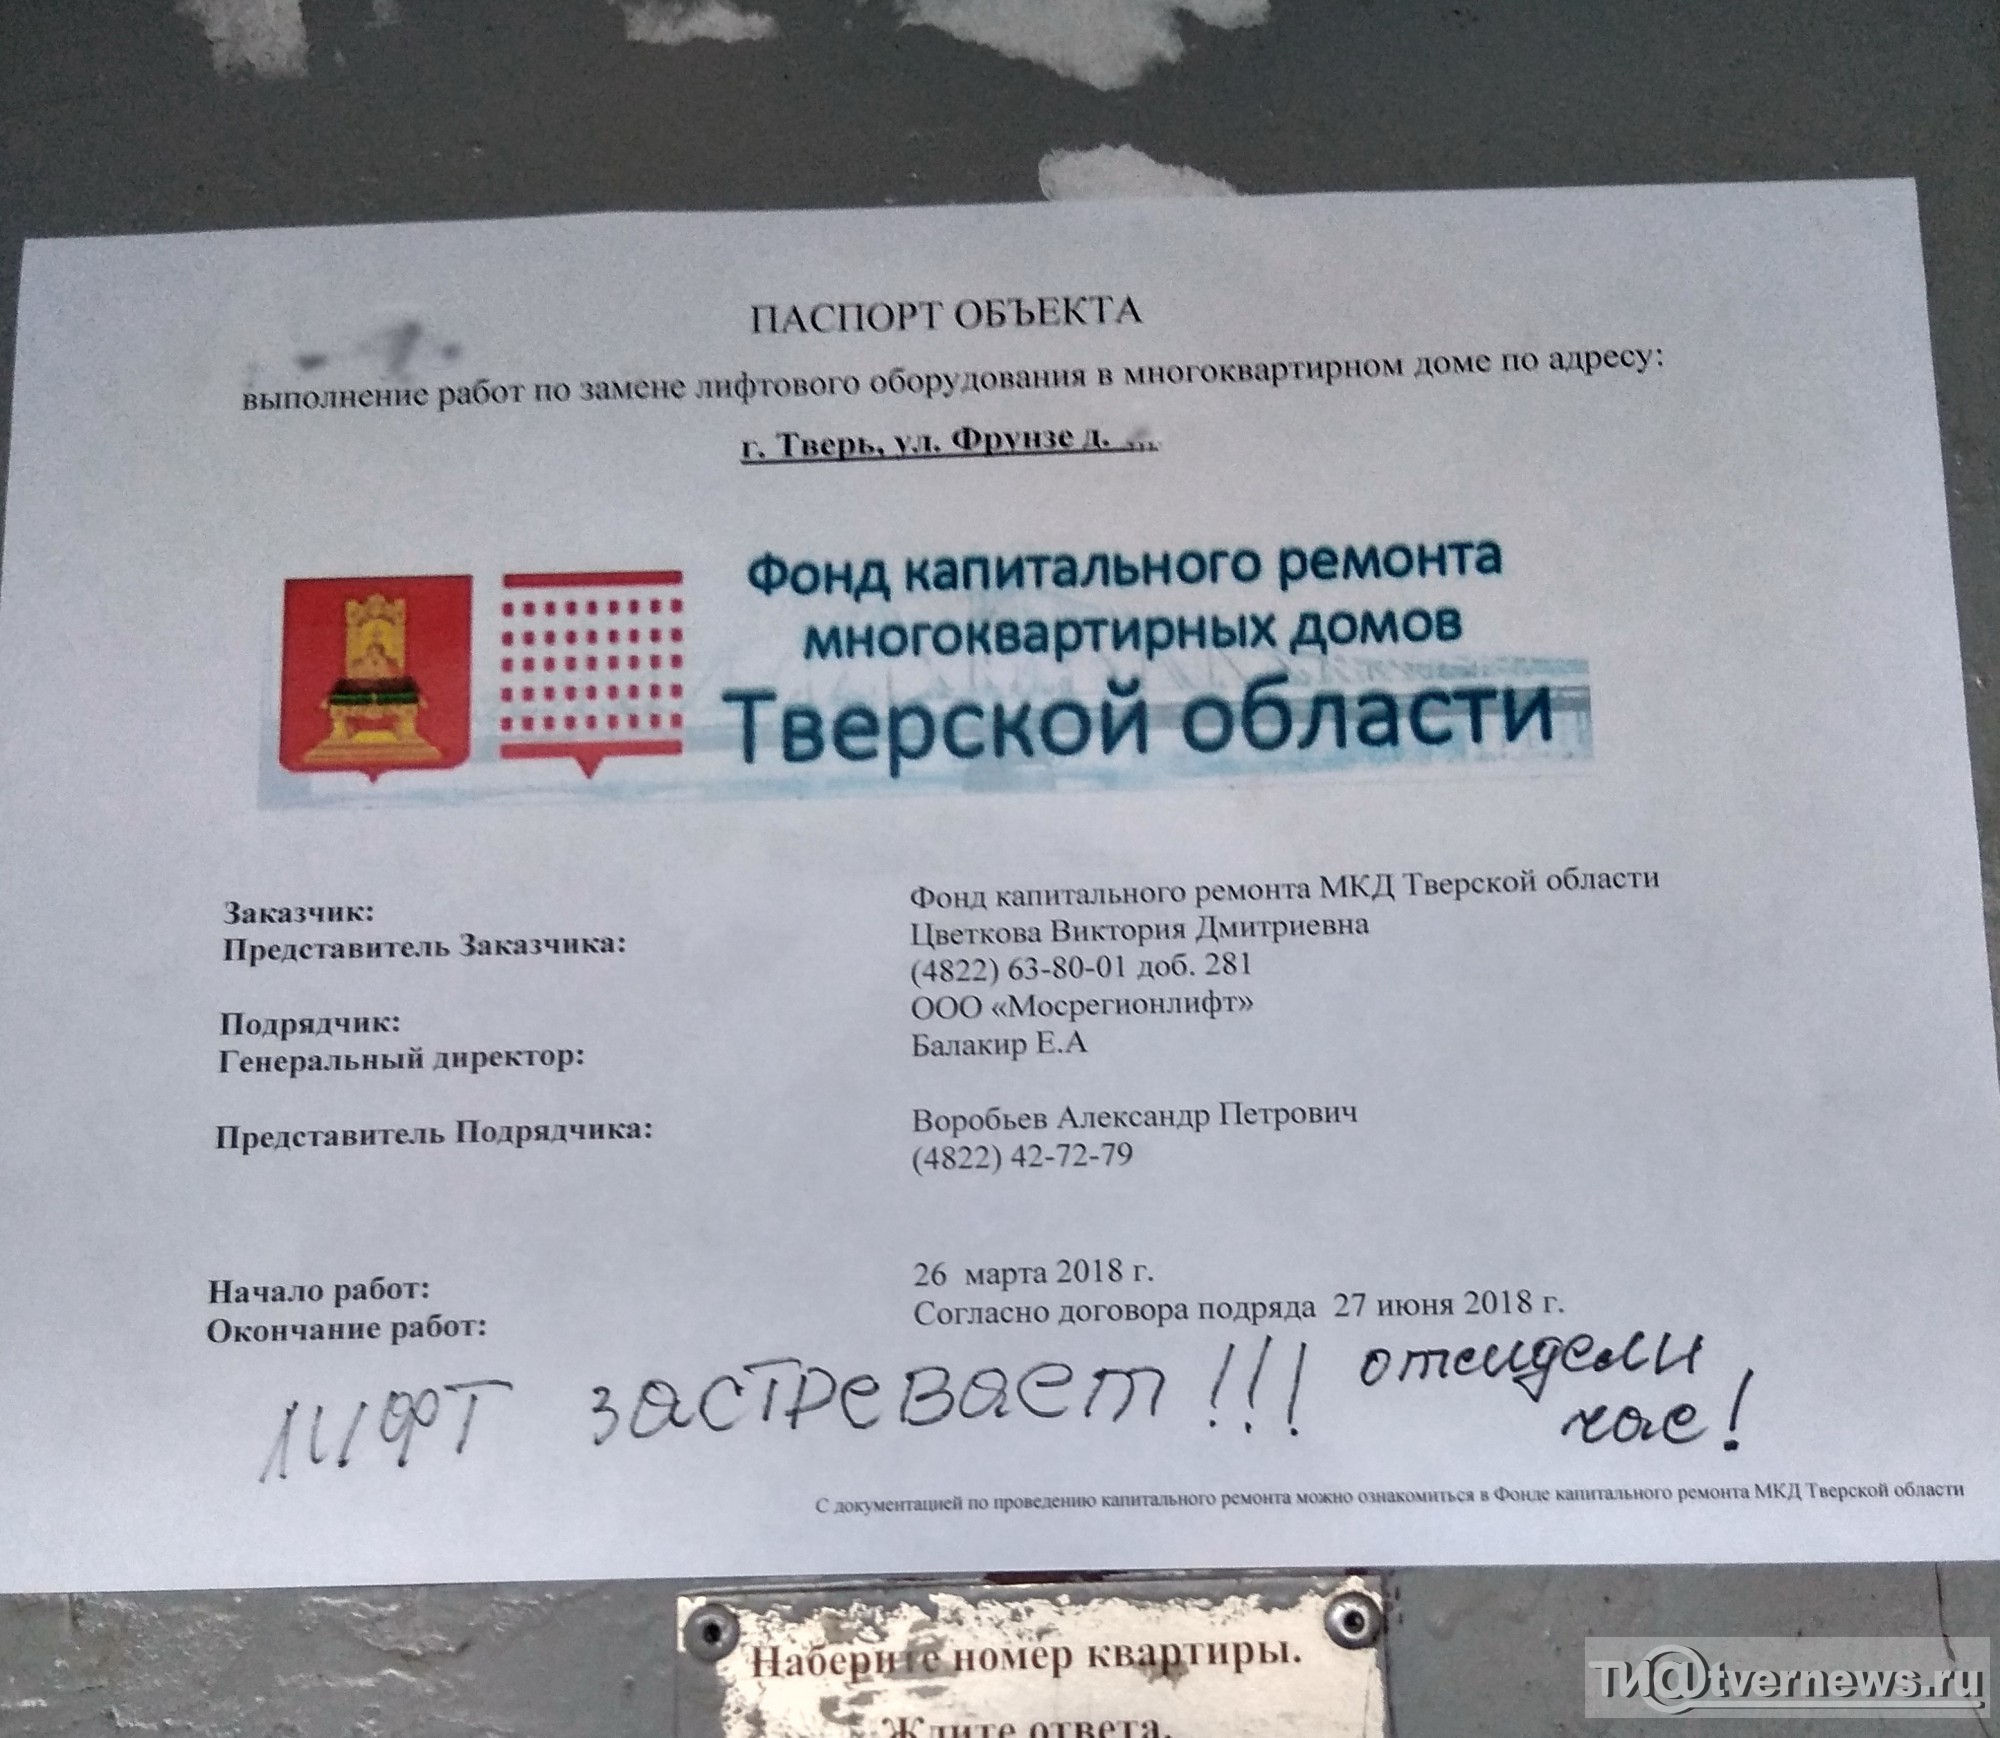 ПАСПОРТ ОБЪЕКТА
выполнение работ по замене лифтового оборудования в многоквартирном доме по адресу:
г. Тверь, ул. Фрунзе д.
Фонд капитального ремонта
многоквартирных домов
Тверской области
Заказчик: Фонд капитального ремонта МКД Тверской области
Представитель Заказчика: Цветкова Виктория Дмитриевна
(4822) 63-80-01 доб. 281
Подрядчик: ООО «Мосрегионлифт»
Генеральный директор: Балакир Е.А
Представитель Подрядчика: Воробьев Александр Петрович
(4822) 42-72-79
Начало работ: 26 марта 2018 г.
Окончание работ: Согласно договора подряда 27 июня 2018 г.
ЛИФТ застревает!!! отсидели
час!
С документацией по проведению капитального ремонта можно ознакомиться в Фонде капитального ремонта МКД Тверской области
Наберите номер квартиры.
Ждите ответа.
ТИ@tvernews.ru